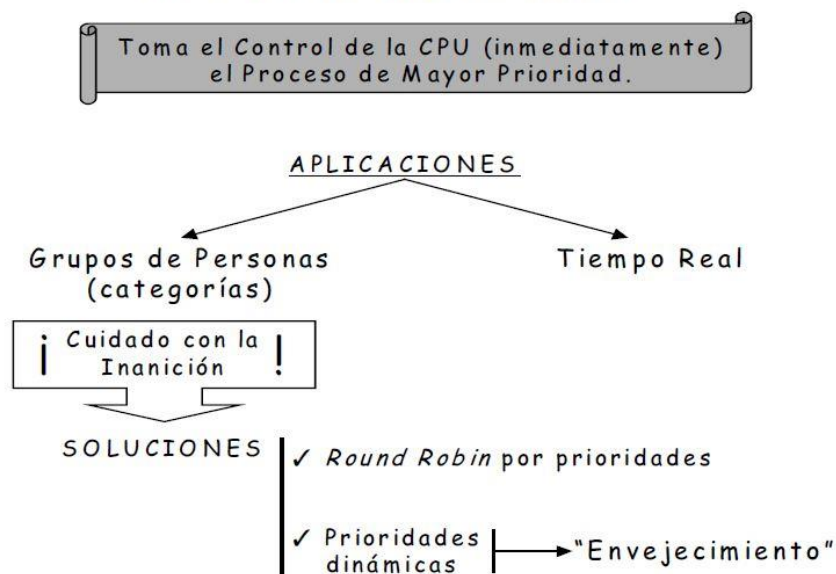 Toma el Control de la CPU (inmediatamente)
el Proceso de Mayor Prioridad.
APLICACIONES
Grupos de Personas
(categorías)
Tiempo Real
¡ Cuidado con la
Inanición !
SOLUCIONES
✓ Round Robin por prioridades
✓ Prioridades
dinámicas
"Envejecimiento"